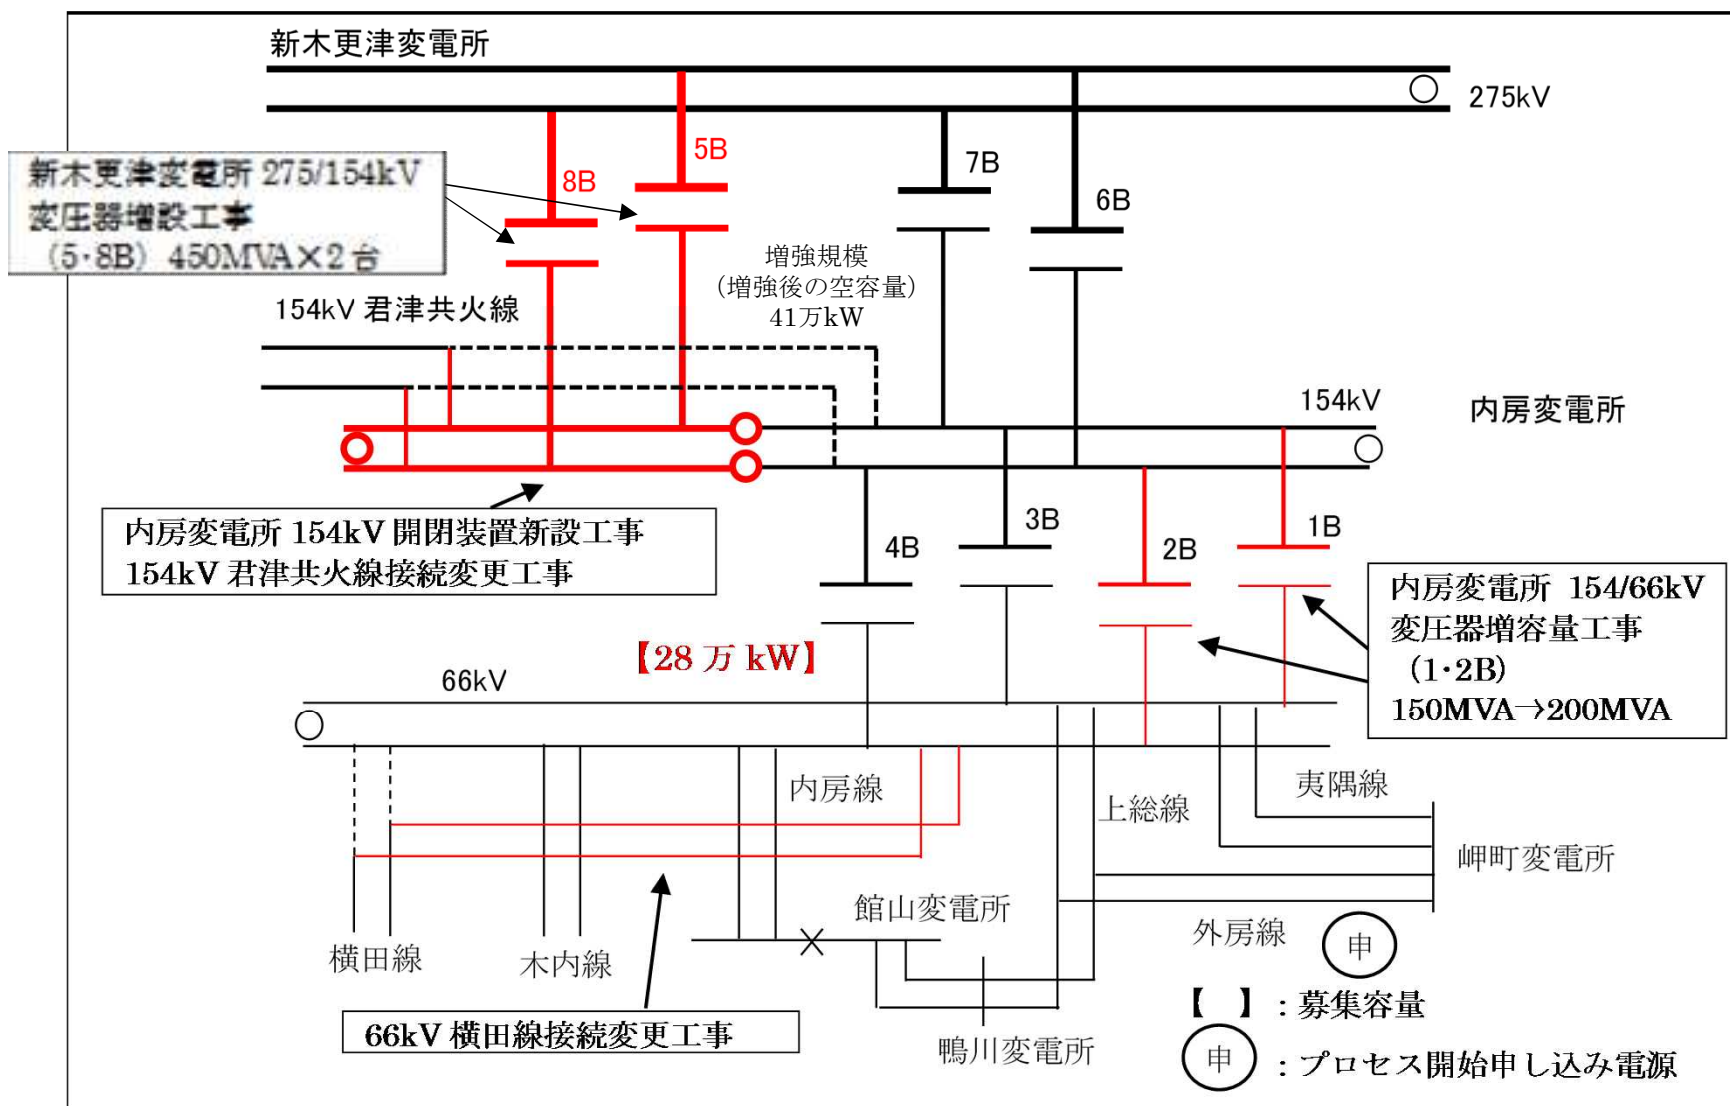 新木更津変電所
275kV
5B
8B
7B
6B
新木更津変電所 275/154kV
変圧器増設工事
(5・8B) 450MVA×2台
増強規模
(増強後の空容量)
41万kW
154kV 君津共火線
154kV
内房変電所
内房変電所 154kV 開閉装置新設工事
154kV 君津共火線接続変更工事
4B
3B
2B
1B
内房変電所 154/66kV
変圧器増容量工事
(1・2B)
150MVA→200MVA
【28 万 kW】
66kV
内房線
上総線
夷隅線
岬町変電所
館山変電所
外房線
申
横田線
木内線
66kV 横田線接続変更工事
鴨川変電所
【 】：募集容量
申：プロセス開始申し込み電源